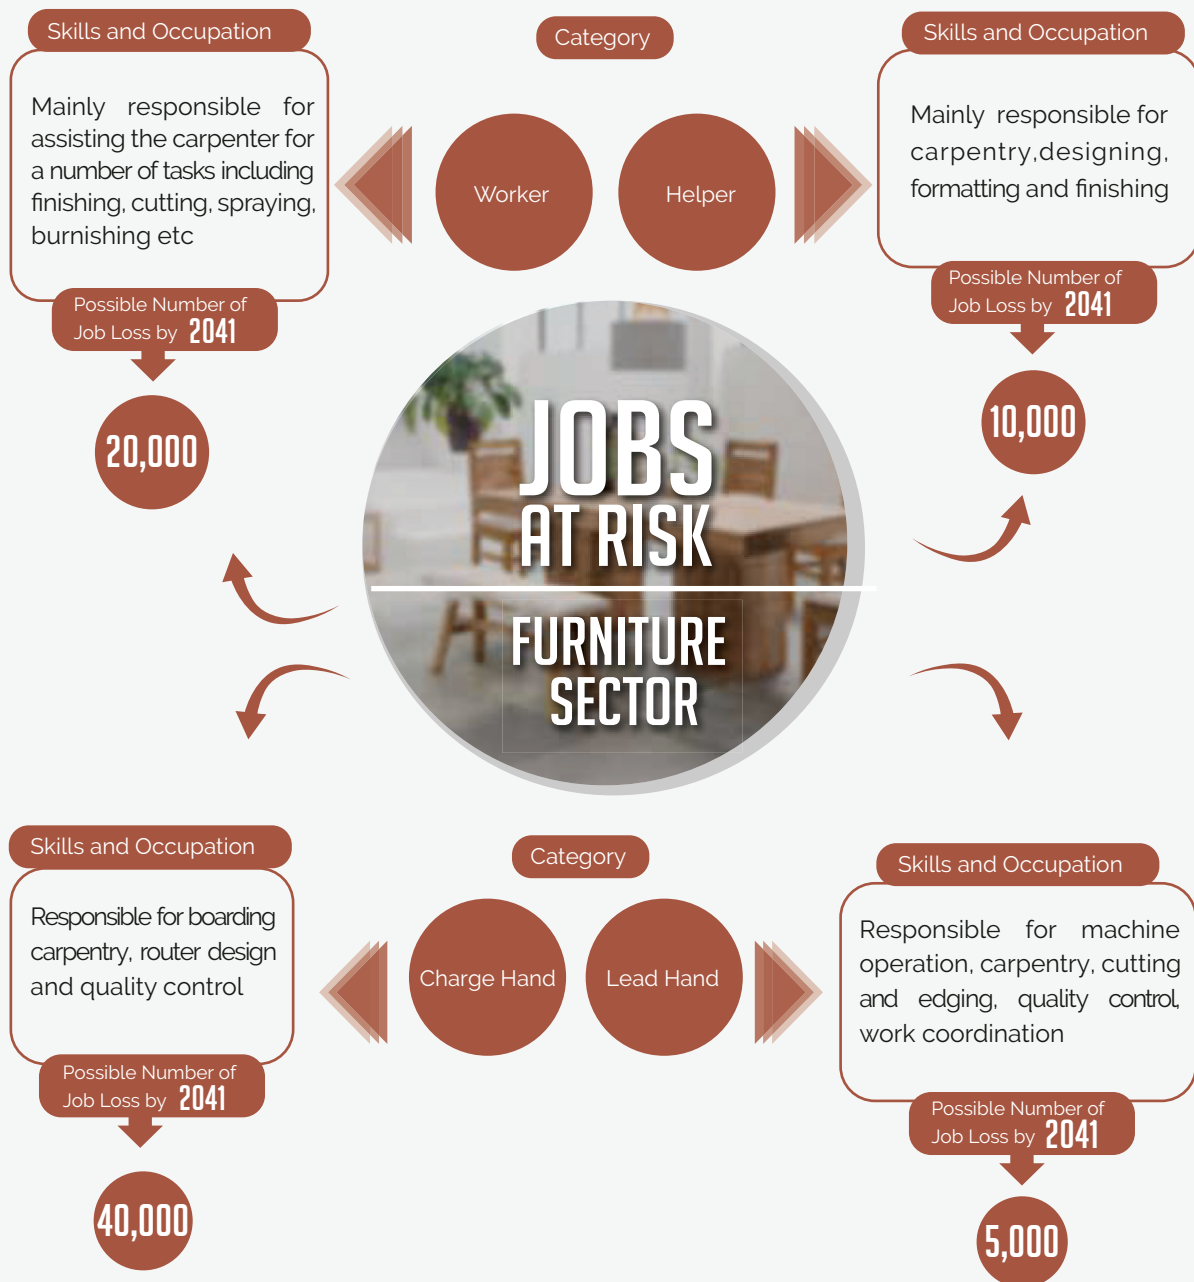 Skills and Occupation
Mainly responsible for
assisting the carpenter for
a number of tasks including
finishing, cutting, spraying,
burnishing etc
Possible Number of
Job Loss by 2041
20,000
Category
Worker
Helper
Skills and Occupation
Mainly responsible for
carpentry,designing,
formatting and finishing
Possible Number of
Job Loss by 2041
10,000
JOBS
AT RISK
FURNITURE
SECTOR
Skills and Occupation
Responsible for boarding
carpentry, router design
and quality control
Possible Number of
Job Loss by 2041
40,000
Category
Charge Hand
Lead Hand
Skills and Occupation
Responsible for machine
operation, carpentry, cutting
and edging, quality control,
work coordination
Possible Number of
Job Loss by 2041
5,000